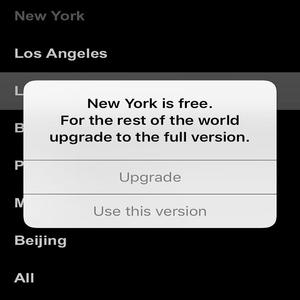 New York
Los Angeles
New York is free.
For the rest of the world
upgrade to the full version.
Upgrade
Use this version
Beijing
All